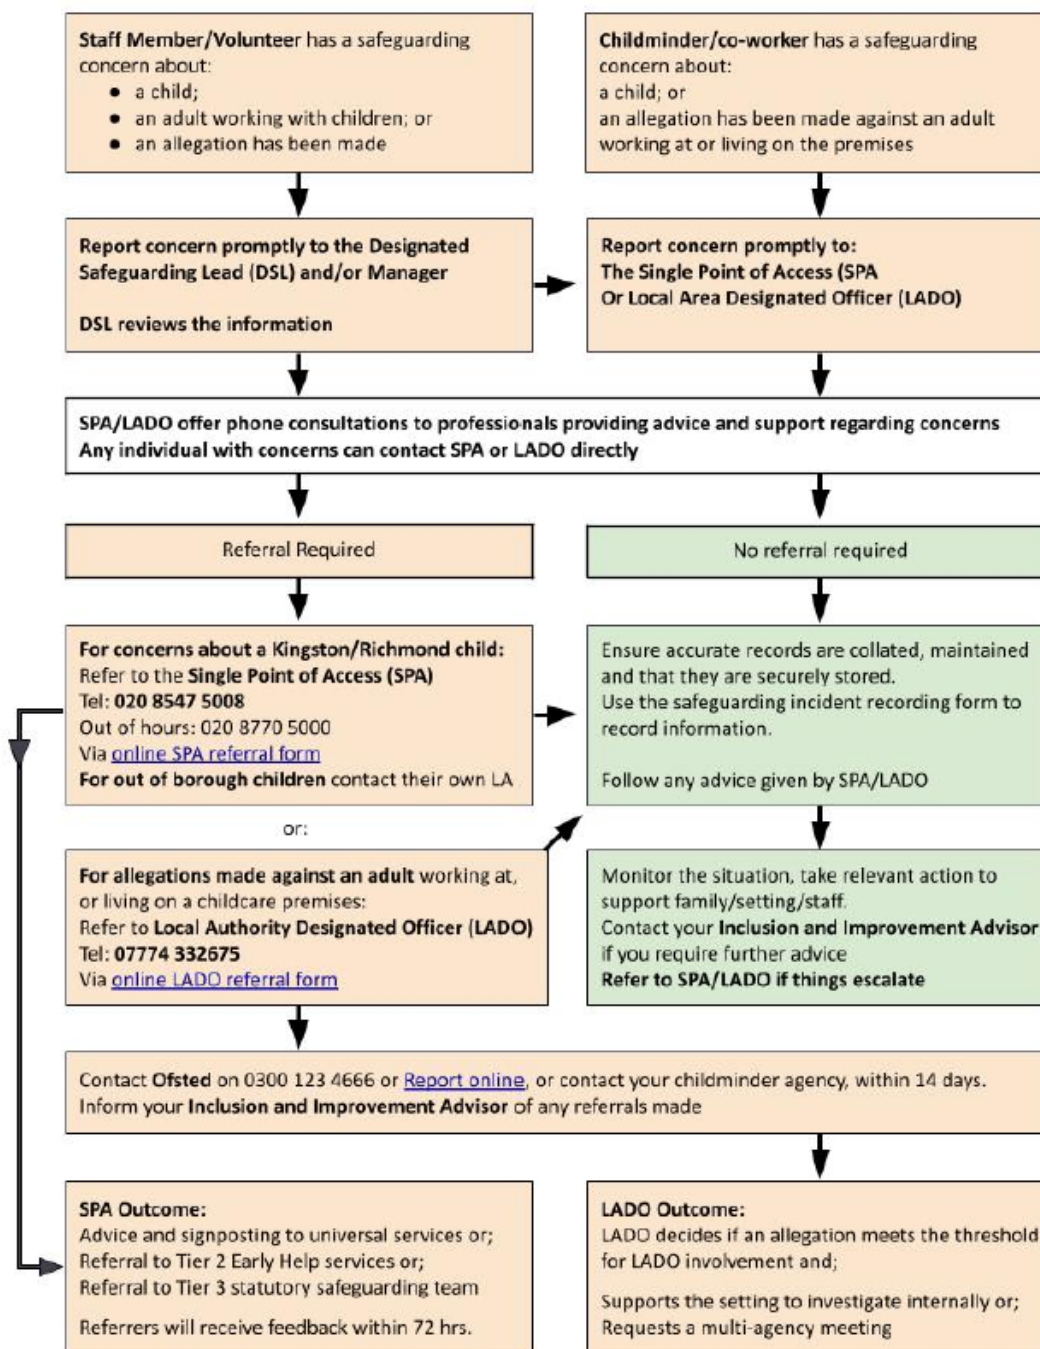 Staff Member/Volunteer has a safeguarding
concern about:
● a child;
● an adult working with children; or
● an allegation has been made
Childminder/co-worker has a safeguarding
concern about:
a child; or
an allegation has been made against an adult
working at or living on the premises
Report concern promptly to the Designated
Safeguarding Lead (DSL) and/or Manager
DSL reviews the information
Report concern promptly to:
The Single Point of Access (SPA
Or Local Area Designated Officer (LADO)
SPA/LADO offer phone consultations to professionals providing advice and support regarding concerns
Any individual with concerns can contact SPA or LADO directly
Referral Required
No referral required
For concerns about a Kingston/Richmond child:
Refer to the Single Point of Access (SPA)
Tel: 020 8547 5008
Out of hours: 020 8770 5000
Via online SPA referral form
For out of borough children contact their own LA
Ensure accurate records are collated, maintained
and that they are securely stored.
Use the safeguarding incident recording form to
record information.
Follow any advice given by SPA/LADO
or:
For allegations made against an adult working at,
or living on a childcare premises:
Refer to Local Authority Designated Officer (LADO)
Tel: 07774 332675
Via online LADO referral form
Monitor the situation, take relevant action to
support family/setting/staff.
Contact your Inclusion and Improvement Advisor
if you require further advice
Refer to SPA/LADO if things escalate
Contact Ofsted on 0300 123 4666 or Report online, or contact your childminder agency, within 14 days.
Inform your Inclusion and Improvement Advisor of any referrals made
SPA Outcome:
Advice and signposting to universal services or;
Referral to Tier 2 Early Help services or;
Referral to Tier 3 statutory safeguarding team
Referrers will receive feedback within 72 hrs.
LADO Outcome:
LADO decides if an allegation meets the threshold
for LADO involvement and;
Supports the setting to investigate internally or;
Requests a multi-agency meeting